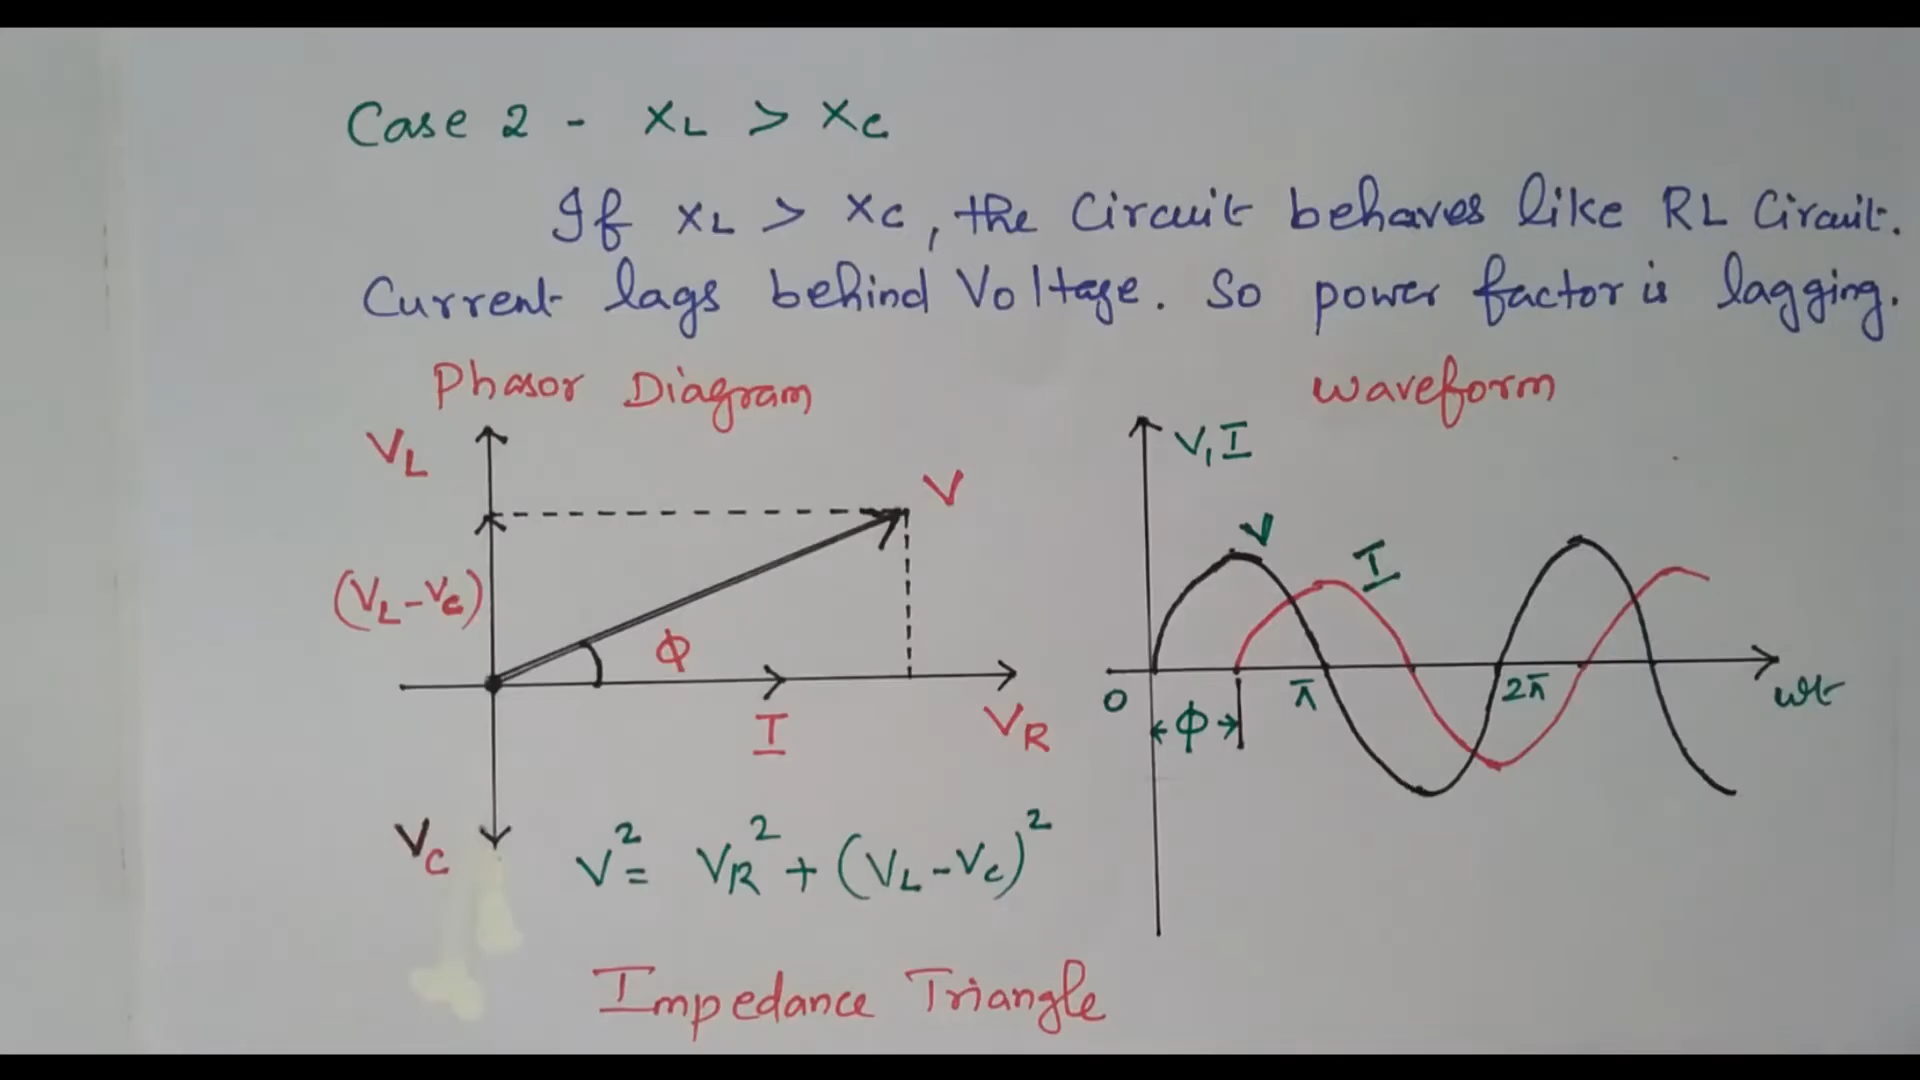 Case 2 - XL > XC
If XL > XC, the Circuit behaves like RL Circuit.
Current lags behind Voltage. So power factor is lagging.
Phasor Diagram
VL
V
(VL-VC)
Φ
I
VR
VC
V² = VR² + (VL-VC)²
Waveform
V, I
V
I
0
Φ
π
2π
ωt
Impedance Triangle